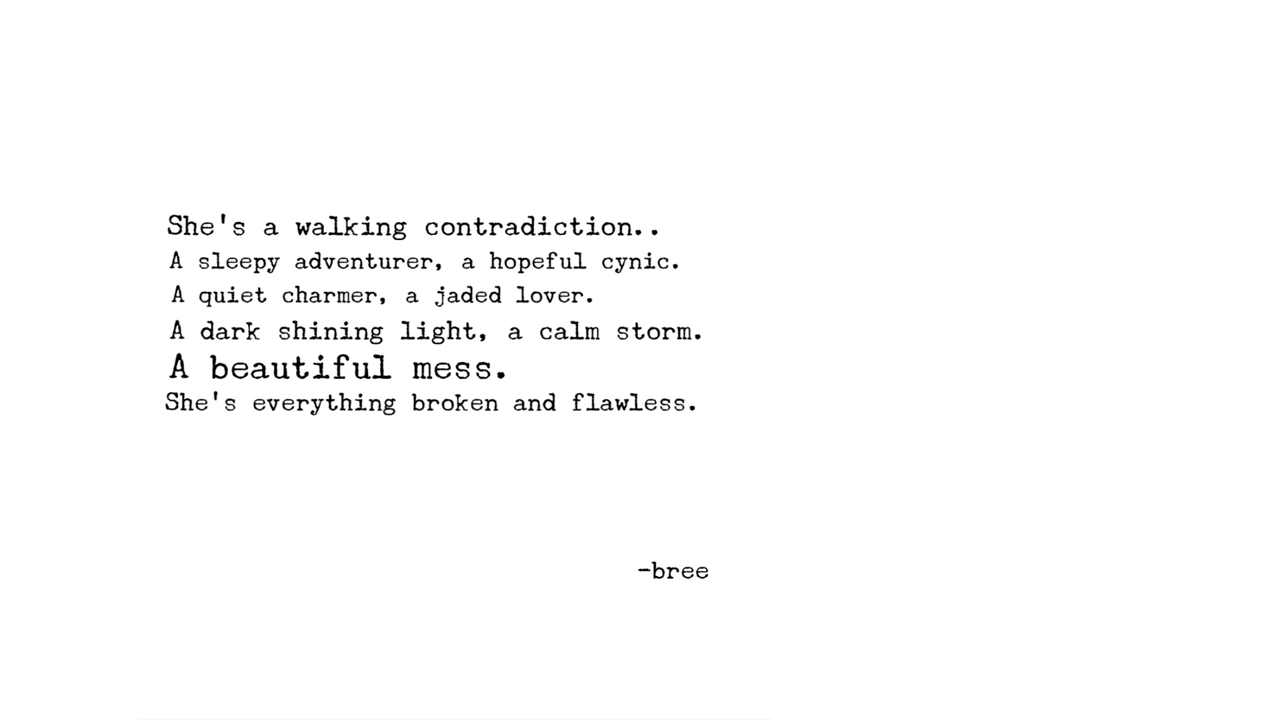 She's a walking contradiction..
A sleepy adventurer, a hopeful cynic.
A quiet charmer, a jaded lover.
A dark shining light, a calm storm.
A beautiful mess.
She's everything broken and flawless.
-bree